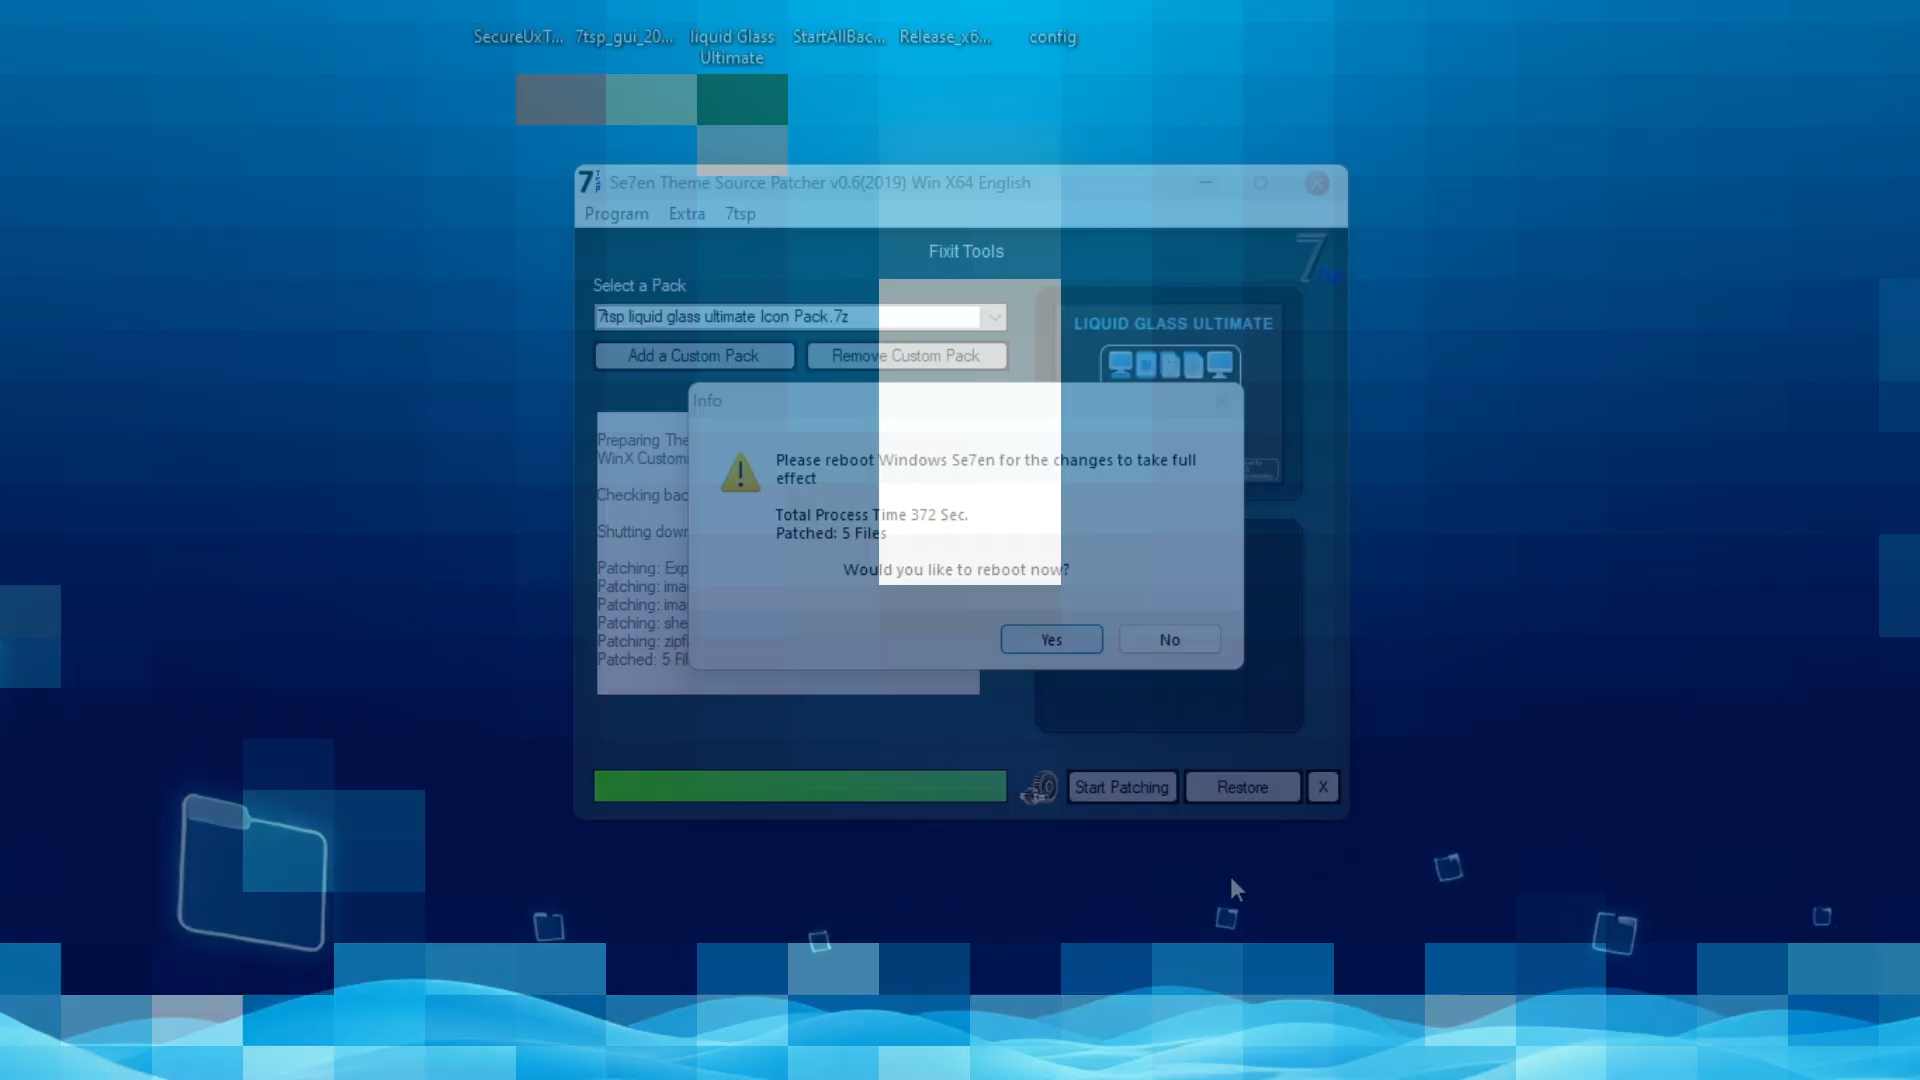 SecureUxT...
7tsp_gui_20...
liquid Glass
Ultimate
StartAllBac...
Release_x6...
config
Se7en Theme Source Patcher v0.6(2019) Win X64 English
Program Extra 7tsp
Fixit Tools
7
Select a Pack
7tsp liquid glass ultimate Icon Pack.7z
Add a Custom Pack
Remove Custom Pack
LIQUID GLASS ULTIMATE
Info
Please reboot Windows Se7en for the changes to take full
effect
Total Process Time 372 Sec.
Patched: 5 Files
Would you like to reboot now?
Yes
No
Preparing The
WinX Customi
Checking bac
Shutting down
Patching: Exp
Patching: ima
Patching: ima
Patching: she
Patching: zipfl
Patched: 5 Fil
Start Patching
Restore
X